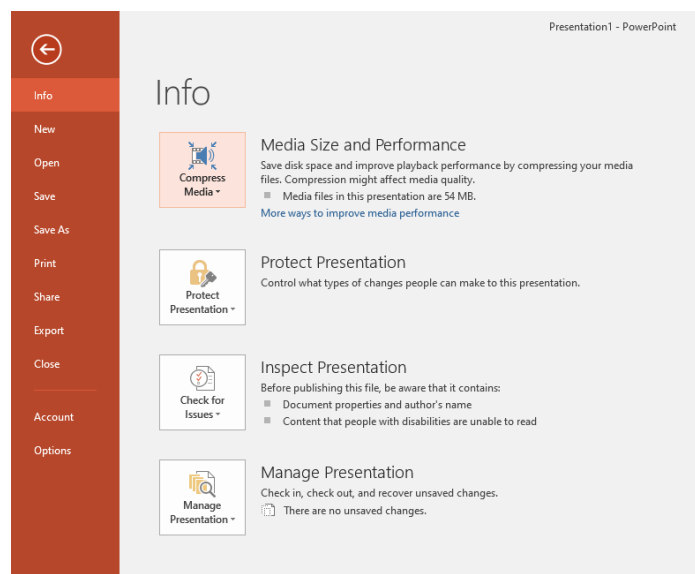 Presentation1 - PowerPoint
Info
New
Open
Save
Save As
Print
Share
Export
Close
Account
Options
Info
Compress
Media
Media Size and Performance
Save disk space and improve playback performance by compressing your media
files. Compression might affect media quality.
Media files in this presentation are 54 MB.
More ways to improve media performance
Protect
Presentation
Protect Presentation
Control what types of changes people can make to this presentation.
Check for
Issues
Inspect Presentation
Before publishing this file, be aware that it contains:
Document properties and author's name
Content that people with disabilities are unable to read
Manage
Presentation
Manage Presentation
Check in, check out, and recover unsaved changes.
There are no unsaved changes.